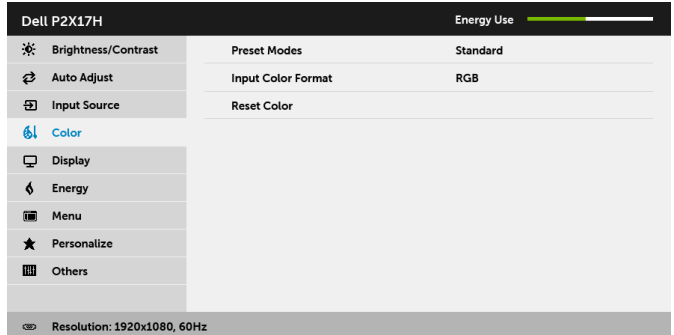 Dell P2X17H Energy Use
Brightness/Contrast Preset Modes Standard
Auto Adjust Input Color Format RGB
Input Source Reset Color
Color
Display
Energy
Menu
Personalize
Others
Resolution: 1920x1080, 60Hz